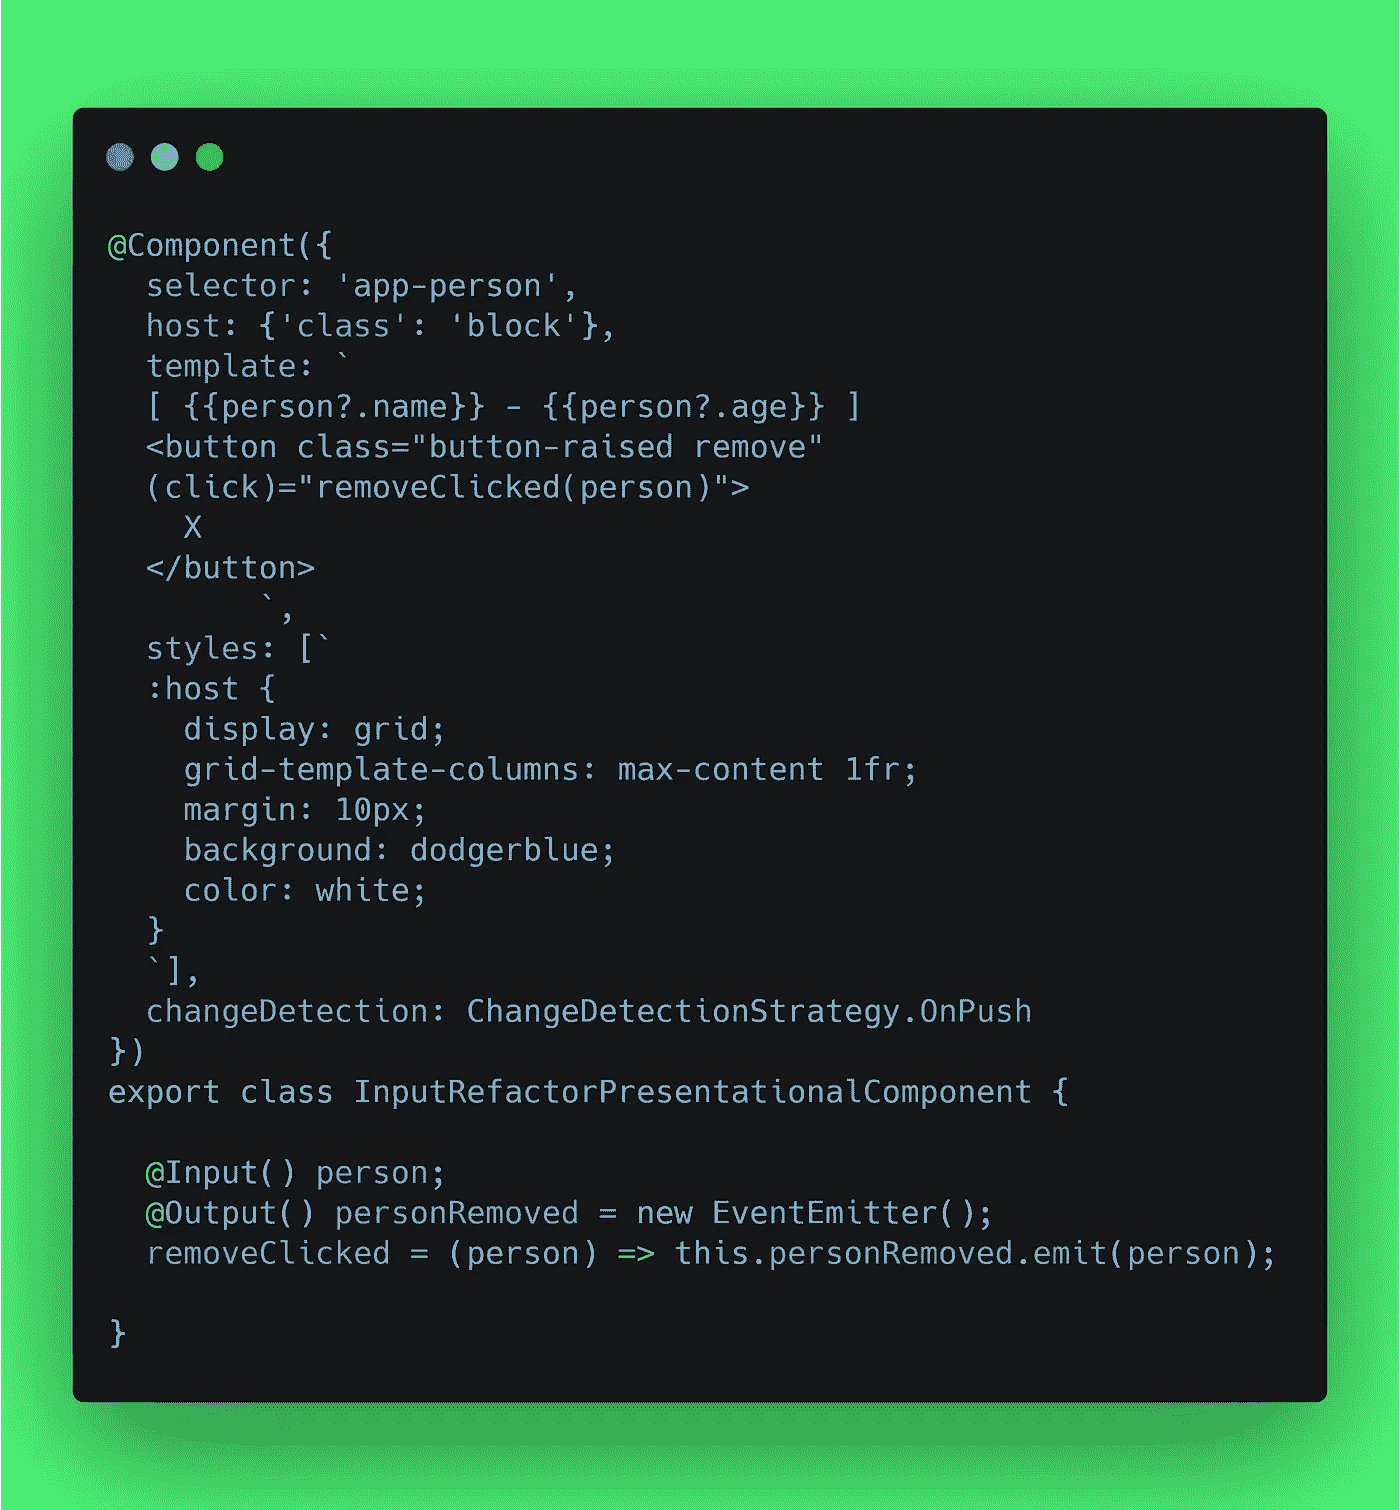 @Component({
  selector: 'app-person',
  host: {'class': 'block'},
  template: `
  [ {{person?.name}} - {{person?.age}} ]
  <button class="button-raised remove"
  (click)="removeClicked(person)">
    X
  </button>
        `,
  styles: [`
  :host {
    display: grid;
    grid-template-columns: max-content 1fr;
    margin: 10px;
    background: dodgerblue;
    color: white;
  }
  `],
  changeDetection: ChangeDetectionStrategy.OnPush
})
export class InputRefactorPresentationalComponent {

  @Input() person;
  @Output() personRemoved = new EventEmitter();
  removeClicked = (person) => this.personRemoved.emit(person);

}